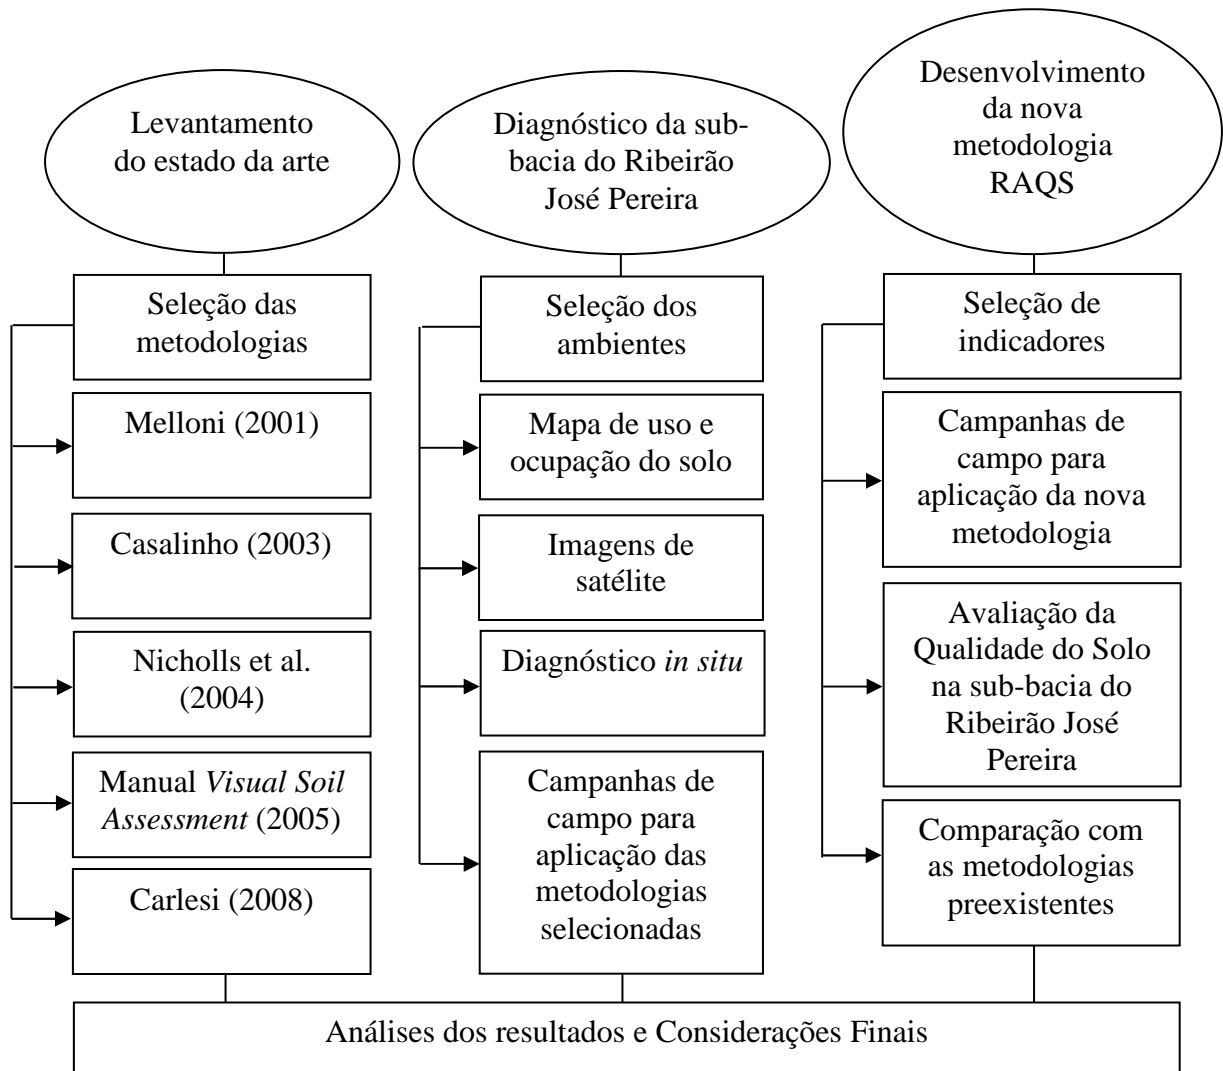 Levantamento
do estado da arte
Seleção das
metodologias
Melloni (2001)
Casalinho (2003)
Nicholls et al.
(2004)
Manual Visual Soil
Assessment (2005)
Carlesi (2008)
Diagnóstico da sub-
bacia do Ribeirão
José Pereira
Seleção dos
ambientes
Mapa de uso e
ocupação do solo
Imagens de
satélite
Diagnóstico in situ
Campanhas de
campo para
aplicação das
metodologias
selecionadas
Desenvolvimento
da nova
metodologia
RAQS
Seleção de
indicadores
Campanhas de
campo para
aplicação da nova
metodologia
Avaliação da
Qualidade do Solo
na sub-bacia do
Ribeirão José
Pereira
Comparação com
as metodologias
preexistentes
Análises dos resultados e Considerações Finais